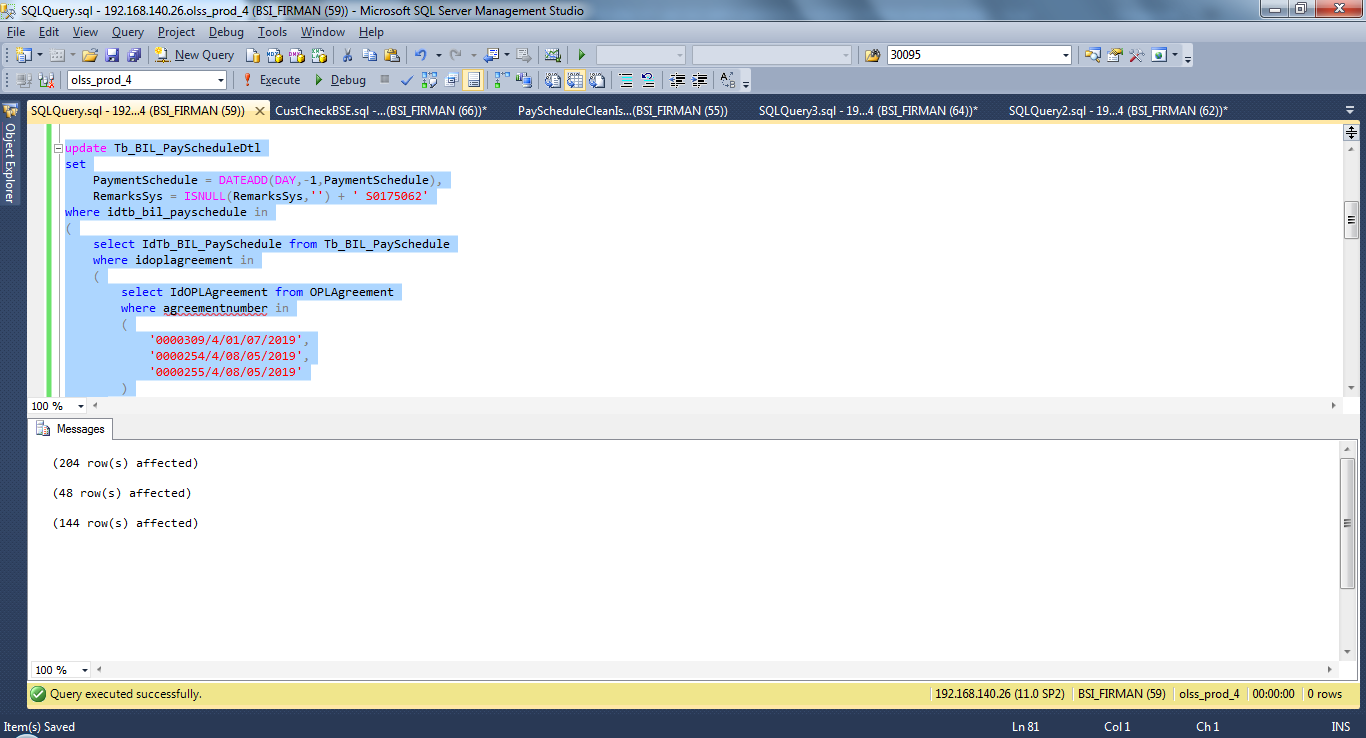 SQLQuery.sql - 192.168.140.26.olss_prod_4 (BSI_FIRMAN (59)) - Microsoft SQL Server Management Studio
File Edit View Query Project Debug Tools Window Help
New Query 30095
olss_prod_4 Execute Debug
SQLQuery.sql - 192...4 (BSI_FIRMAN (59)) CustCheckBSE.sql -...(BSI_FIRMAN (66))* PayScheduleCleanIs...(BSI_FIRMAN (55)) SQLQuery3.sql - 19...4 (BSI_FIRMAN (64))* SQLQuery2.sql - 19...4 (BSI_FIRMAN (62))*
Object Explorer
update Tb_BIL_PayScheduleDtl
set
PaymentSchedule = DATEADD(DAY,-1,PaymentSchedule),
RemarksSys = ISNULL(RemarksSys,'') + ' S0175062'
where idtb_bil_payschedule in
(
select IdTb_BIL_PaySchedule from Tb_BIL_PaySchedule
where idoplagreement in
(
select IdOPLAgreement from OPLAgreement
where agreementnumber in
(
'0000309/4/01/07/2019',
'0000254/4/08/05/2019',
'0000255/4/08/05/2019'
)
100 %
Messages
(204 row(s) affected)
(48 row(s) affected)
(144 row(s) affected)
100 %
Query executed successfully. 192.168.140.26 (11.0 SP2) BSI_FIRMAN (59) olss_prod_4 00:00:00 0 rows
Item(s) Saved Ln 81 Col 1 Ch 1 INS